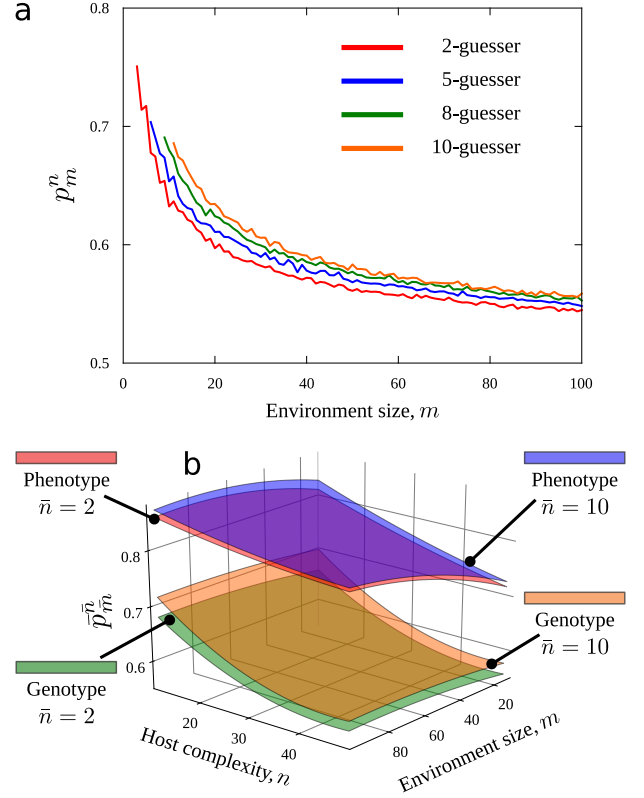 a
0.8
2-guesser
5-guesser
0.7
8-guesser
10-guesser
p_m^n
0.6
0.5
0 20 40 60 80 100
Environment size, m
b
Phenotype
n̄ = 2
Phenotype
n̄ = 10
0.8
p̄_m̄^n̄
0.7
0.6
Genotype
n̄ = 10
Genotype
n̄ = 2
20
30
40
Host complexity, n
80
60
40
20
Environment size, m